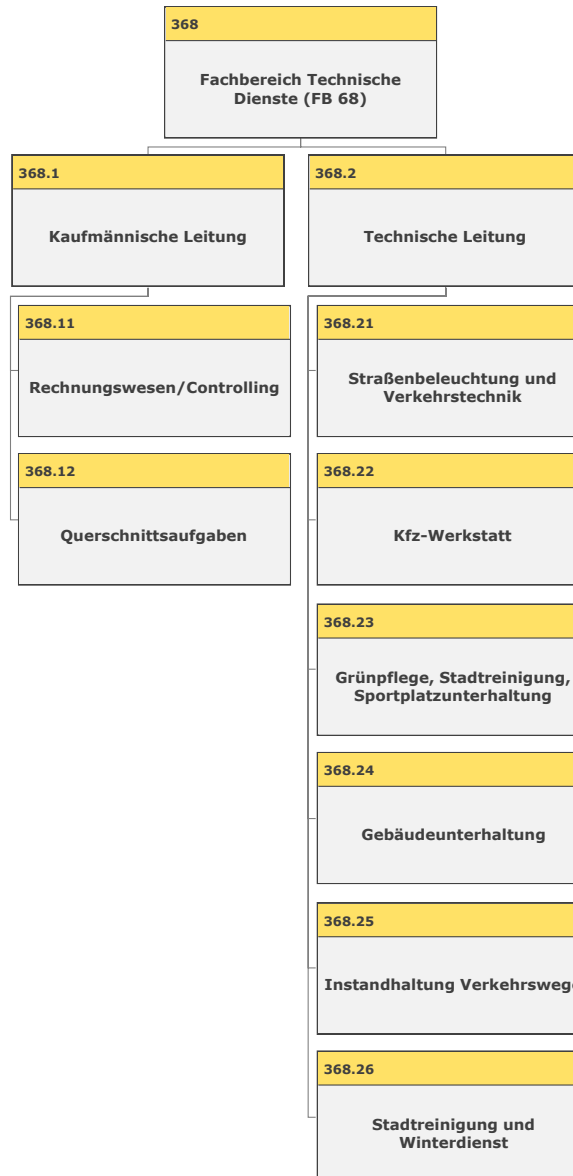 368
Fachbereich Technische
Dienste (FB 68)
368.1
Kaufmännische Leitung
368.2
Technische Leitung
368.11
Rechnungswesen/Controlling
368.12
Querschnittsaufgaben
368.21
Straßenbeleuchtung und
Verkehrstechnik
368.22
Kfz-Werkstatt
368.23
Grünpflege, Stadtreinigung,
Sportplatzunterhaltung
368.24
Gebäudeunterhaltung
368.25
Instandhaltung Verkehrswege
368.26
Stadtreinigung und
Winterdienst